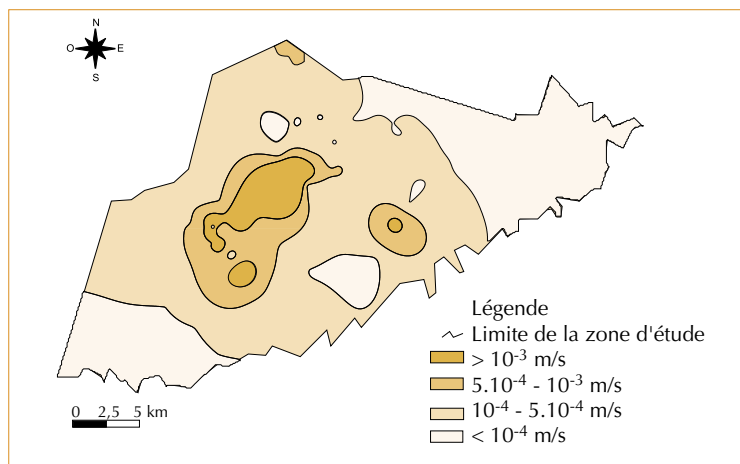 N
O E
S
Légende
Limite de la zone d'étude
> 10⁻³ m/s
5.10⁻⁴ - 10⁻³ m/s
10⁻⁴ - 5.10⁻⁴ m/s
< 10⁻⁴ m/s
0 2,5 5 km